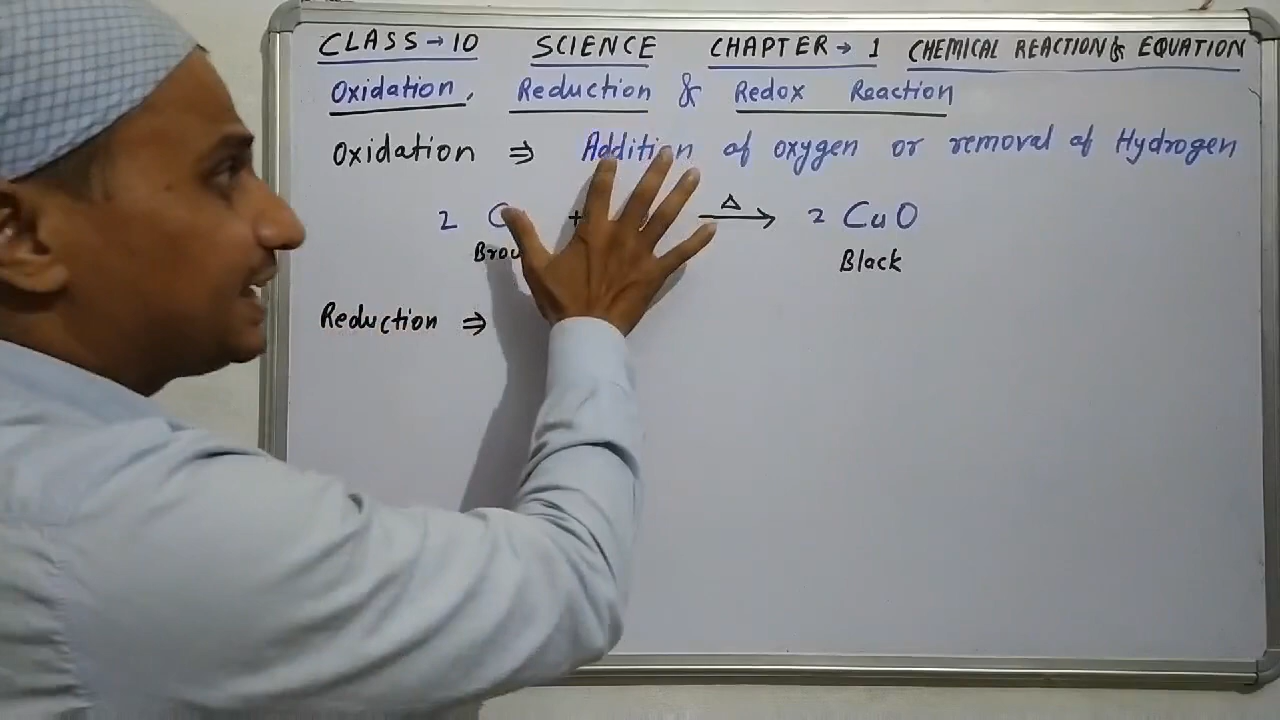 CLASS → 10 SCIENCE CHAPTER → 1 CHEMICAL REACTION & EQUATION
Oxidation, Reduction & Redox Reaction
Oxidation ⇒ Addition of oxygen or removal of Hydrogen
2 + Δ → 2 CuO
Black
Reduction ⇒